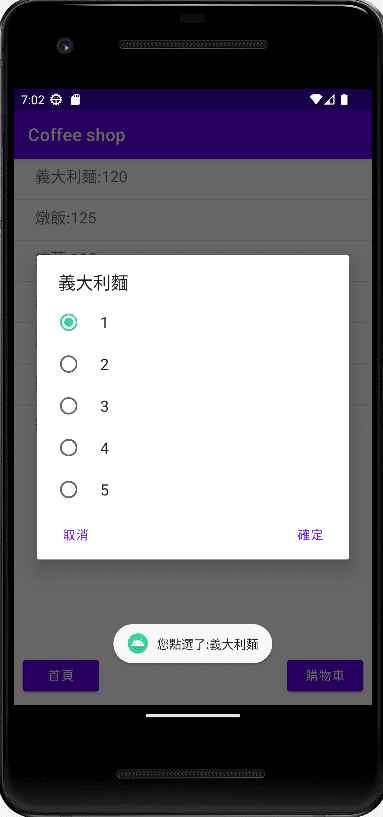 7:02
Coffee shop
義大利麵:120
燉飯:125
義大利麵
1
2
3
4
5
取消 確定
您點選了:義大利麵
首頁 購物車